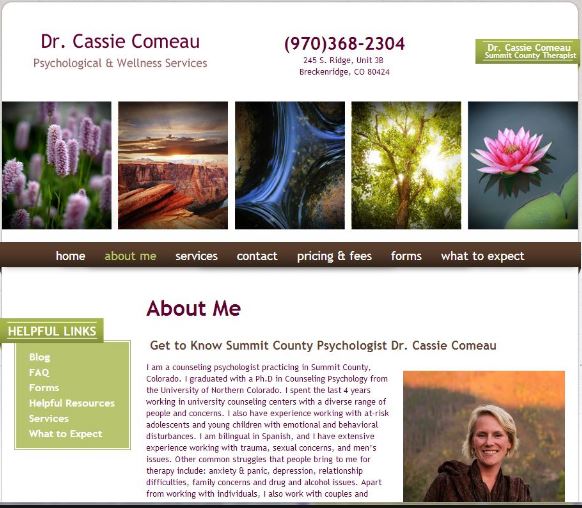 Dr. Cassie Comeau
Psychological & Wellness Services
(970)368-2304
245 S. Ridge, Unit 3B
Breckenridge, CO 80424
Dr. Cassie Comeau
Summit County Therapist
home about me services contact pricing & fees forms what to expect
HELPFUL LINKS
Blog
FAQ
Forms
Helpful Resources
Services
What to Expect
About Me
Get to Know Summit County Psychologist Dr. Cassie Comeau
I am a counseling psychologist practicing in Summit County,
Colorado. I graduated with a Ph.D in Counseling Psychology from
the University of Northern Colorado. I spent the last 4 years
working in university counseling centers with a diverse range of
people and concerns. I also have experience working with at-risk
adolescents and young children with emotional and behavioral
disturbances. I am bilingual in Spanish, and I have extensive
experience working with trauma, sexual concerns, and men's
issues. Other common struggles that people bring to me for
therapy include: anxiety & panic, depression, relationship
difficulties, family concerns and drug and alcohol issues. Apart
from working with individuals, I also work with couples and